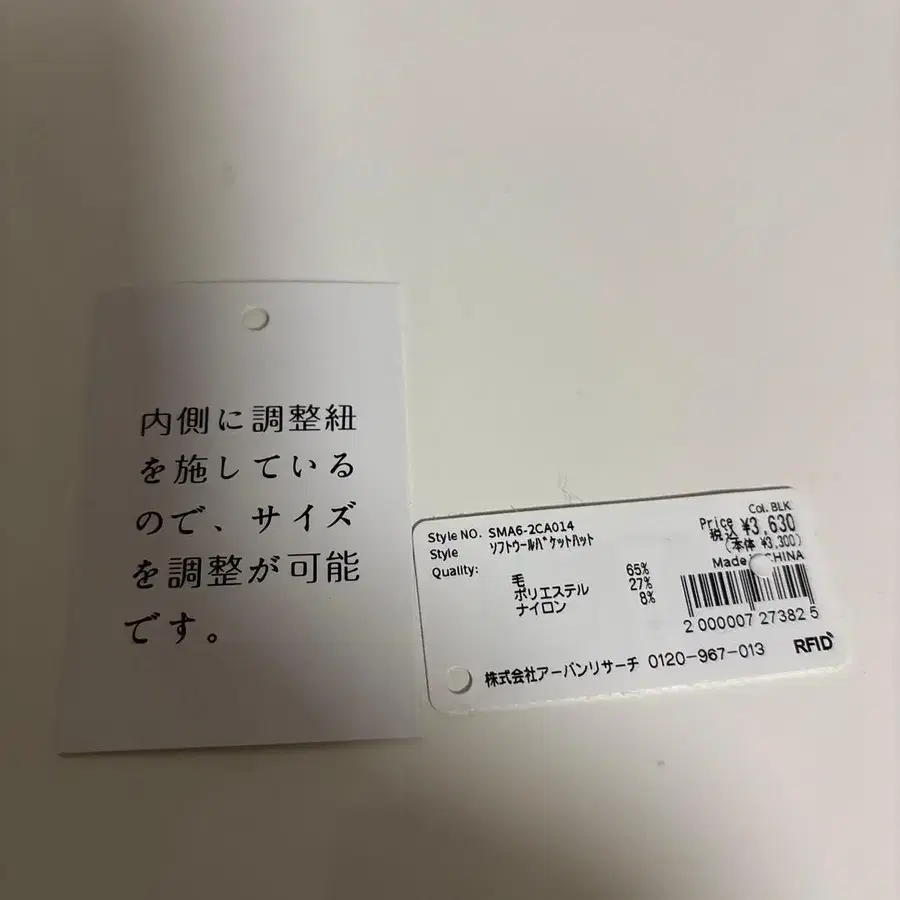 内側に調整紐
を施している
ので、サイズ
を調整が可能
です。
Col. BLK
Style NO. SMA6-2CA014
Price ¥3,630
Style ソフトウールバケットハット
税込
(本体 ¥3,300)
Quality:
毛 65%
ポリエステル 27%
ナイロン 8%
Made CHINA
2 000007 273825
株式会社アーバンリサーチ 0120-967-013
RFID